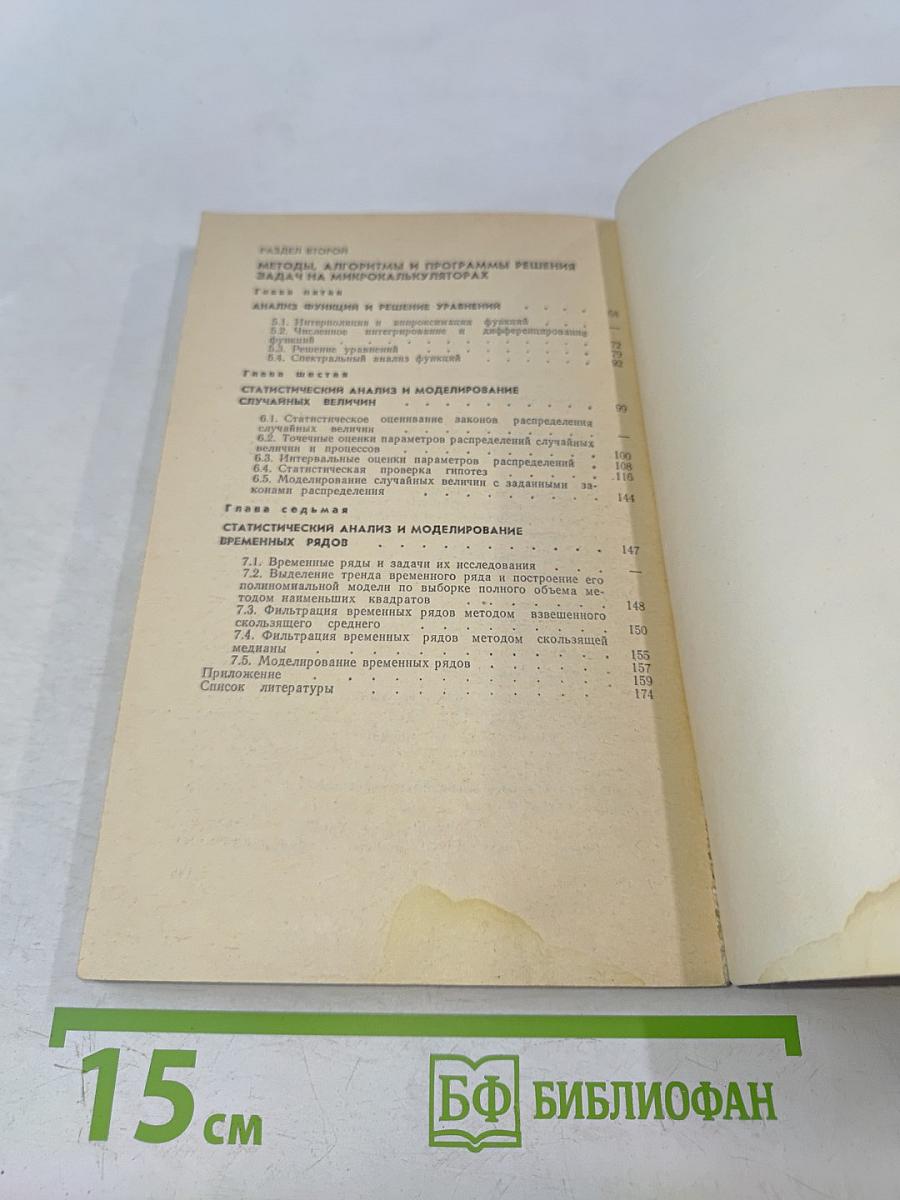 РАЗДЕЛ ВТОРОЙ
МЕТОДЫ, АЛГОРИТМЫ И ПРОГРАММЫ РЕШЕНИЯ
ЗАДАЧ НА МИКРОКАЛЬКУЛЯТОРАХ
Глава пятая
АНАЛИЗ ФУНКЦИЙ И РЕШЕНИЕ УРАВНЕНИЙ . . . .
5.1. Интерполяция и аппроксимация функций . . . —
5.2. Численное интегрирование и дифференцирование
функций . . . . . . . . . . . 72
5.3. Решение уравнений . . . . . . . . 79
5.4. Спектральный анализ функций . . . . . 92
Глава шестая
СТАТИСТИЧЕСКИЙ АНАЛИЗ И МОДЕЛИРОВАНИЕ
СЛУЧАЙНЫХ ВЕЛИЧИН . . . . . . . . . 99
6.1. Статистическое оценивание законов распределения
случайных величин . . . . . . . . . —
6.2. Точечные оценки параметров распределений случайных
величин и процессов . . . . . . . . . 100
6.3. Интервальные оценки параметров распределений . 108
6.4. Статистическая проверка гипотез . . . . . 116
6.5. Моделирование случайных величин с заданными за-
конами распределения . . . . . . . . 144
Глава седьмая
СТАТИСТИЧЕСКИЙ АНАЛИЗ И МОДЕЛИРОВАНИЕ
ВРЕМЕННЫХ РЯДОВ . . . . . . . . . . 147
7.1. Временные ряды и задачи их исследования . . . —
7.2. Выделение тренда временного ряда и построение его
полиномиальной модели по выборке полного объема ме-
тодом наименьших квадратов . . . . . . . 148
7.3. Фильтрация временных рядов методом взвешенного
скользящего среднего . . . . . . . . . 150
7.4. Фильтрация временных рядов методом скользящей
медианы . . . . . . . . . . . . 155
7.5. Моделирование временных рядов . . . . . . 157
Приложение . . . . . . . . . . . . 159
Список литературы . . . . . . . . . . 174
15 см
БФ БИБЛИОФАН